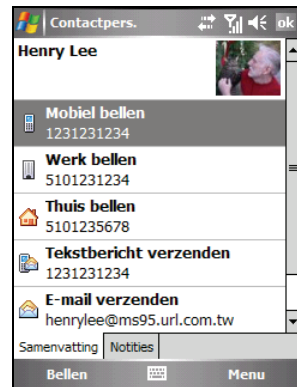 Contactpers.
ok
Henry Lee
Mobiel bellen
1231231234
Werk bellen
5101231234
Thuis bellen
5101235678
Tekstbericht verzenden
1231231234
E-mail verzenden
henrylee@ms95.url.com.tw
Samenvatting Notities
Bellen Menu